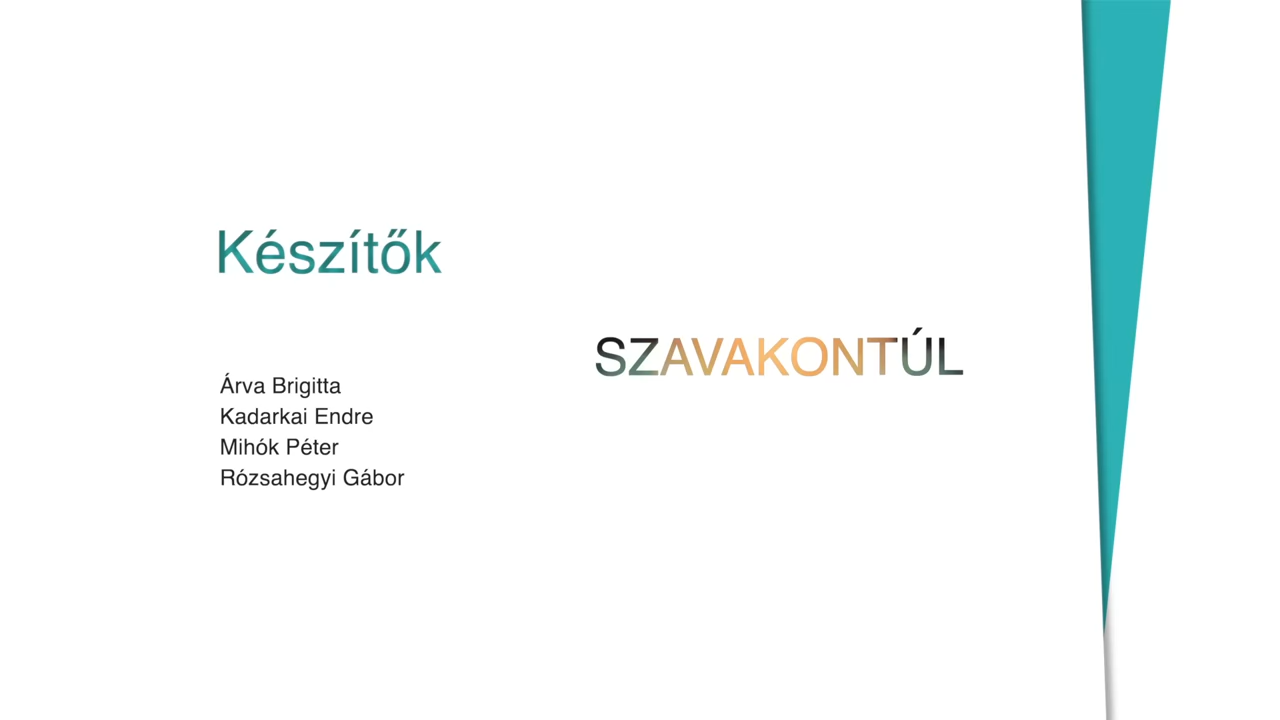 Készítők
SZAVAKONTÚL
Árva Brigitta
Kadarkai Endre
Mihók Péter
Rózsahegyi Gábor